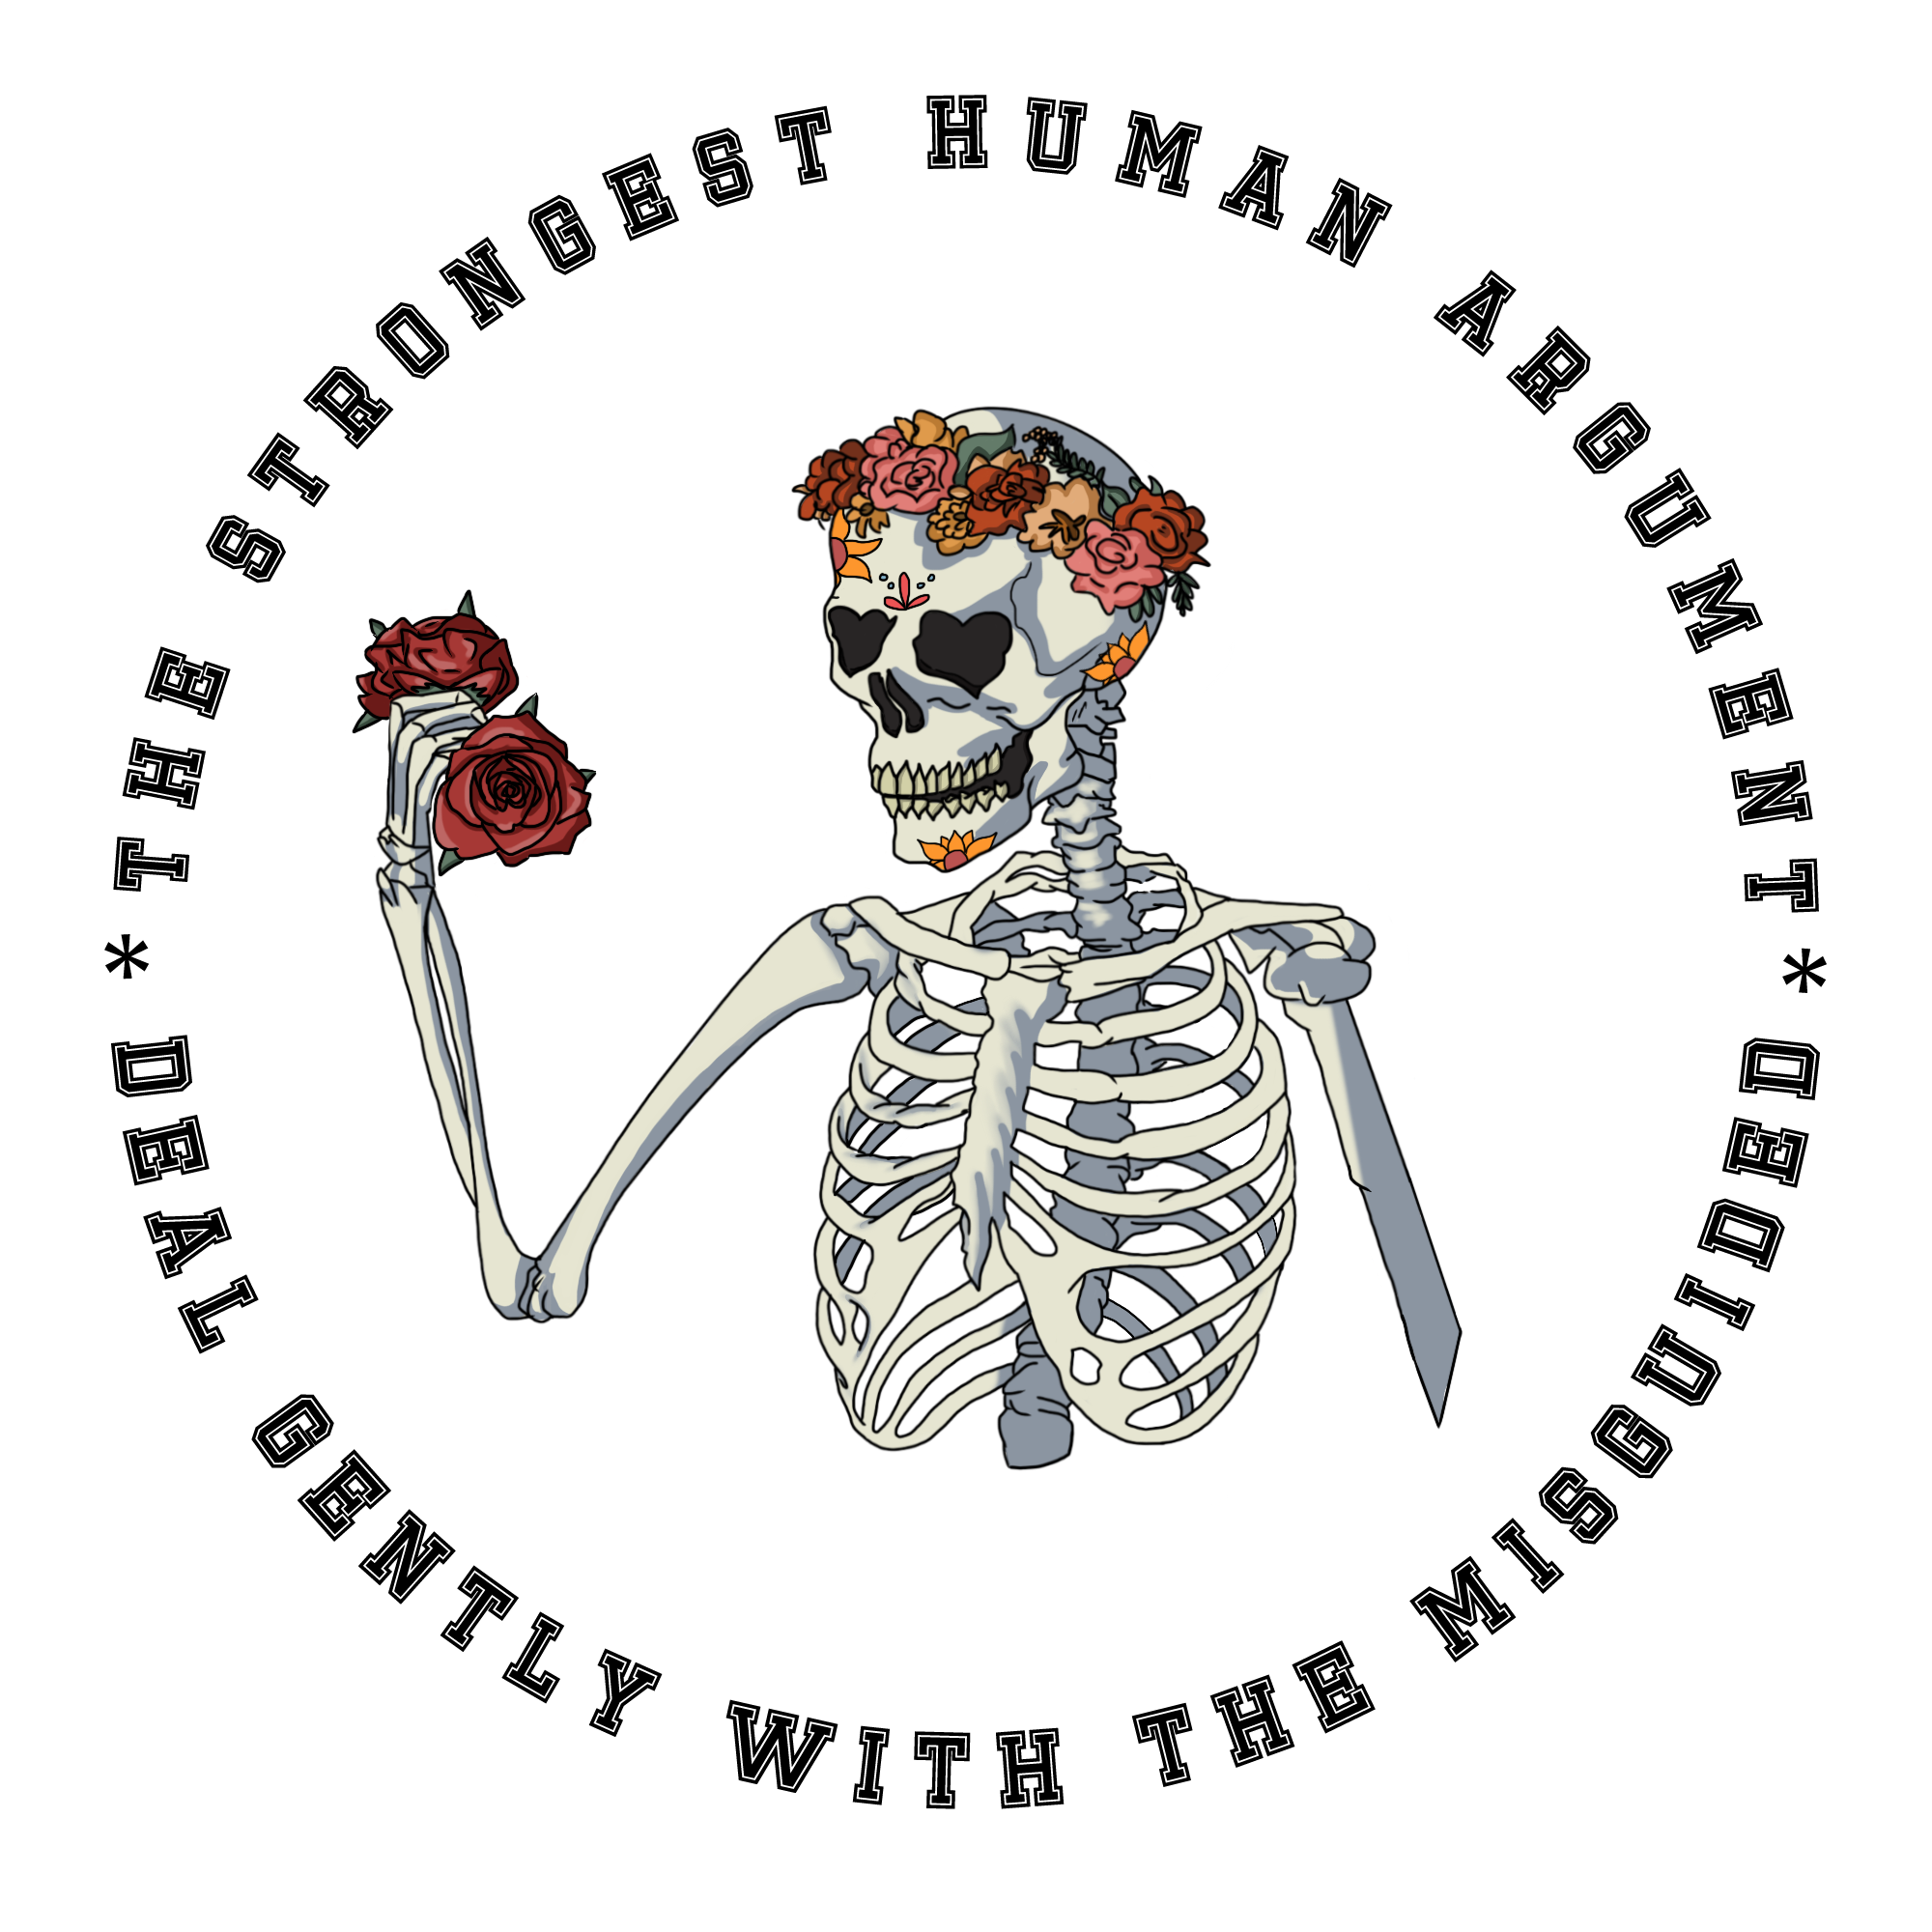 * THE STRONGEST HUMAN ARGUMENT *
DEAL GENTLY WITH THE MISGUIDED